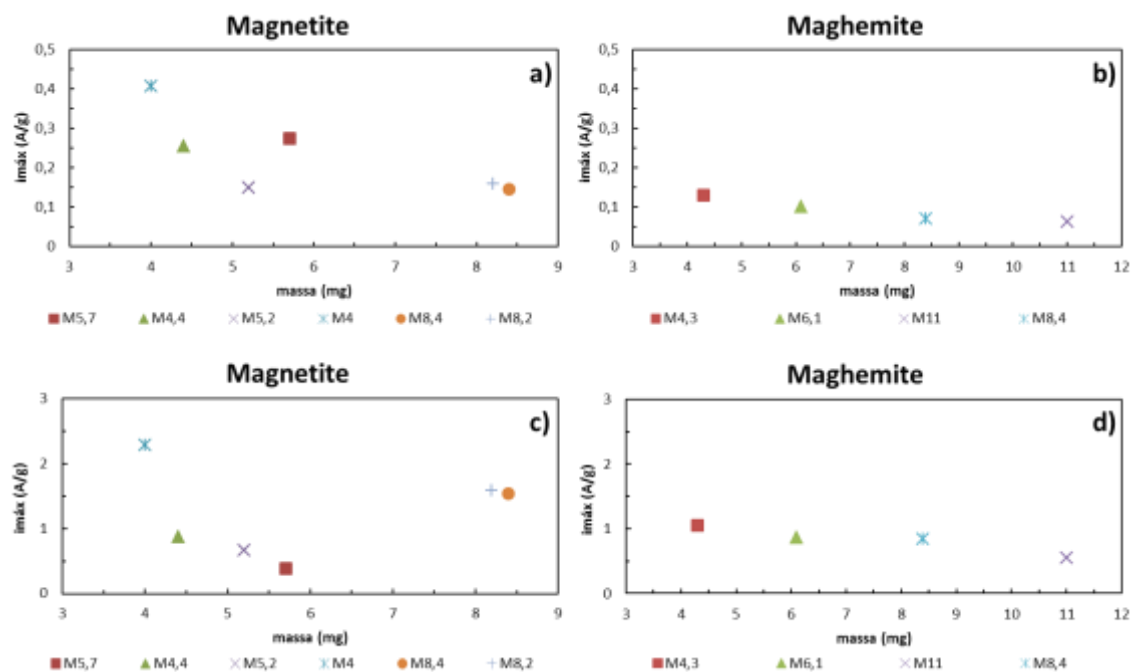 Magnetite
a)
imáx (A/g)
0,5
0,4
0,3
0,2
0,1
0
3 4 5 6 7 8 9
massa (mg)
M5,7 M4,4 M5,2 M4 M8,4 M8,2
Maghemite
b)
imáx (A/g)
0,5
0,4
0,3
0,2
0,1
0
3 4 5 6 7 8 9 10 11 12
massa (mg)
M4,3 M6,1 M11 M8,4
Magnetite
c)
imáx (A/g)
3
2
1
0
3 4 5 6 7 8 9
massa (mg)
M5,7 M4,4 M5,2 M4 M8,4 M8,2
Maghemite
d)
imáx (A/g)
3
2
1
0
3 4 5 6 7 8 9 10 11 12
massa (mg)
M4,3 M6,1 M11 M8,4